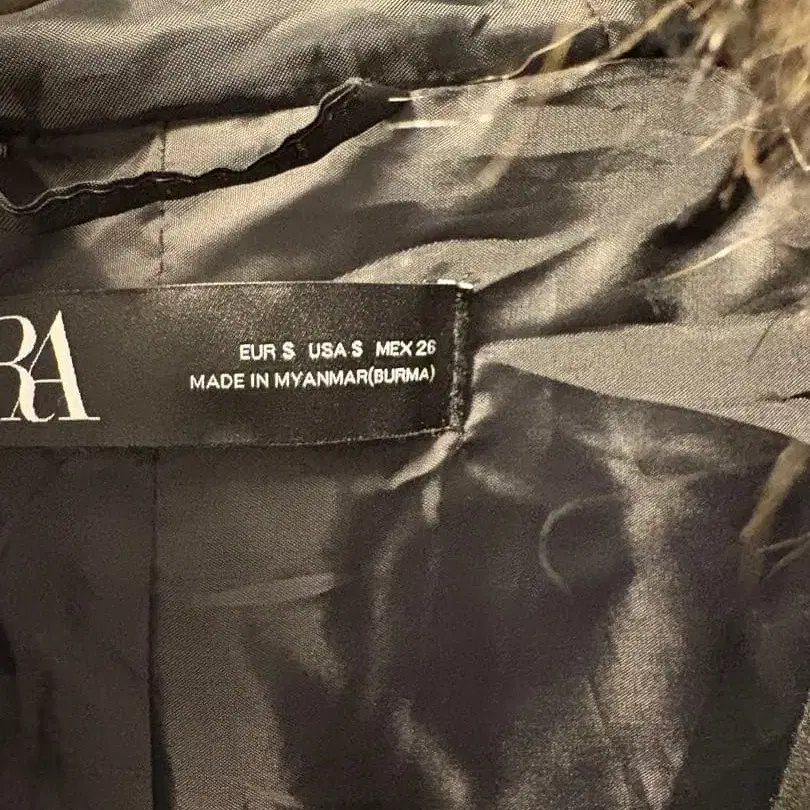 RA
EUR S USA S MEX 26
MADE IN MYANMAR(BURMA)